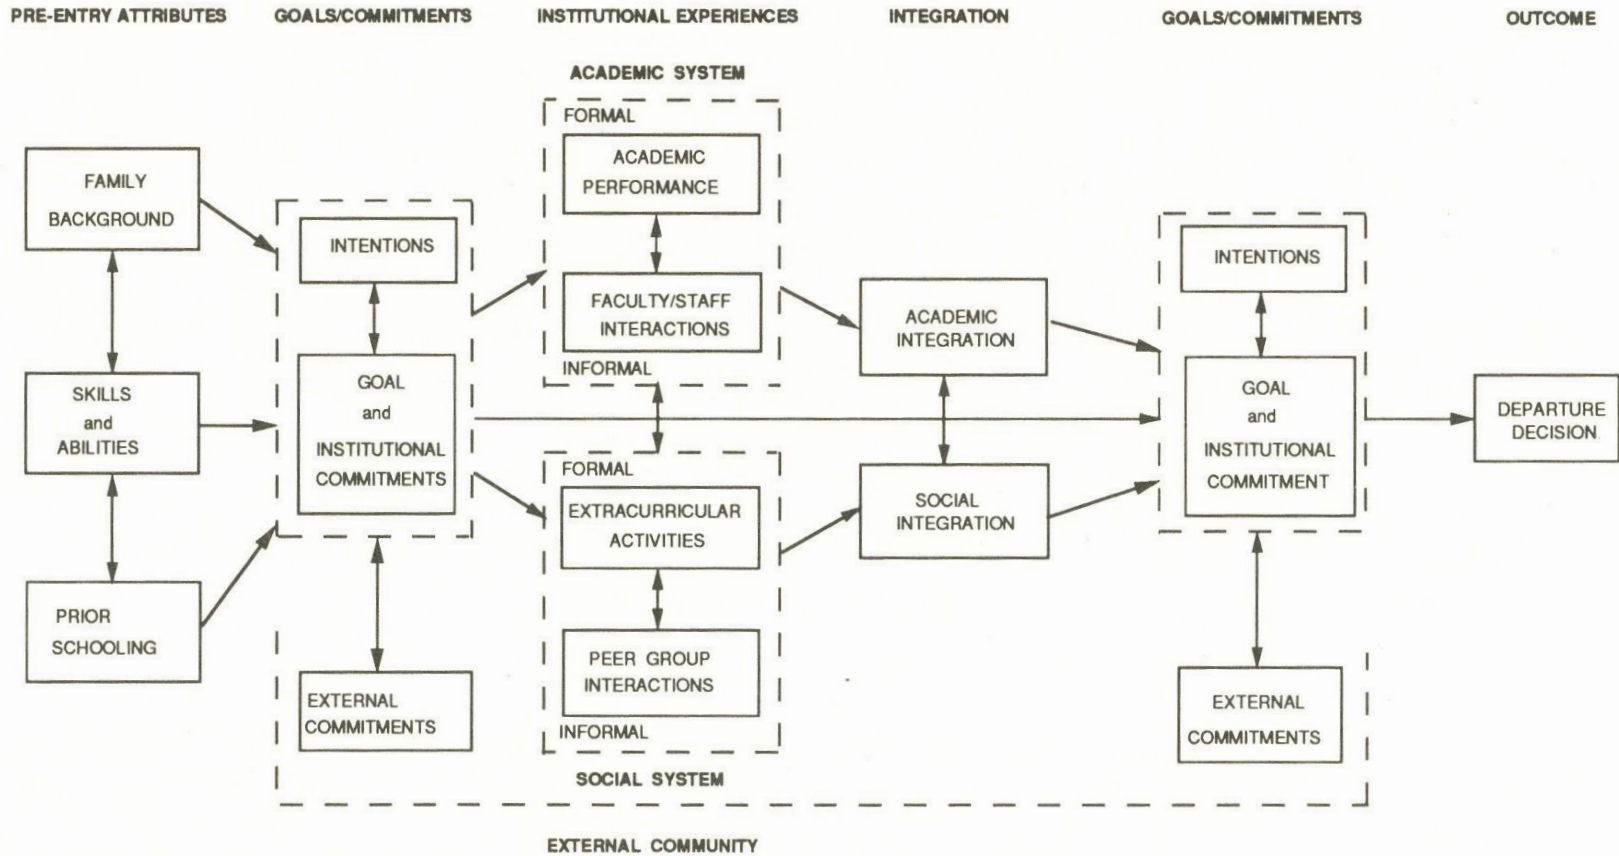 PRE-ENTRY ATTRIBUTES
GOALS/COMMITMENTS
INSTITUTIONAL EXPERIENCES
INTEGRATION
GOALS/COMMITMENTS
OUTCOME
FAMILY
BACKGROUND
SKILLS
and
ABILITIES
PRIOR
SCHOOLING
INTENTIONS
GOAL
and
INSTITUTIONAL
COMMITMENTS
EXTERNAL
COMMITMENTS
ACADEMIC SYSTEM
FORMAL
ACADEMIC
PERFORMANCE
FACULTY/STAFF
INTERACTIONS
INFORMAL
FORMAL
EXTRACURRICULAR
ACTIVITIES
PEER GROUP
INTERACTIONS
INFORMAL
SOCIAL SYSTEM
ACADEMIC
INTEGRATION
SOCIAL
INTEGRATION
INTENTIONS
GOAL
and
INSTITUTIONAL
COMMITMENT
EXTERNAL
COMMITMENTS
DEPARTURE
DECISION
EXTERNAL COMMUNITY